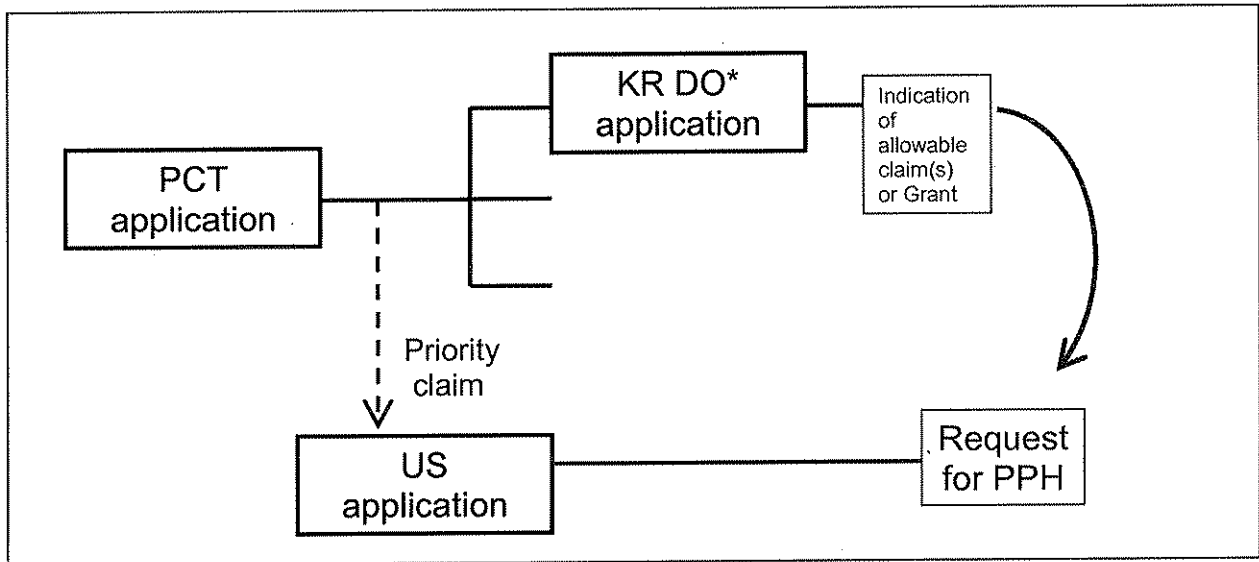 KR DO*
application
Indication
of
allowable
claim(s)
or Grant
PCT
application
Priority
claim
US
application
Request
for PPH